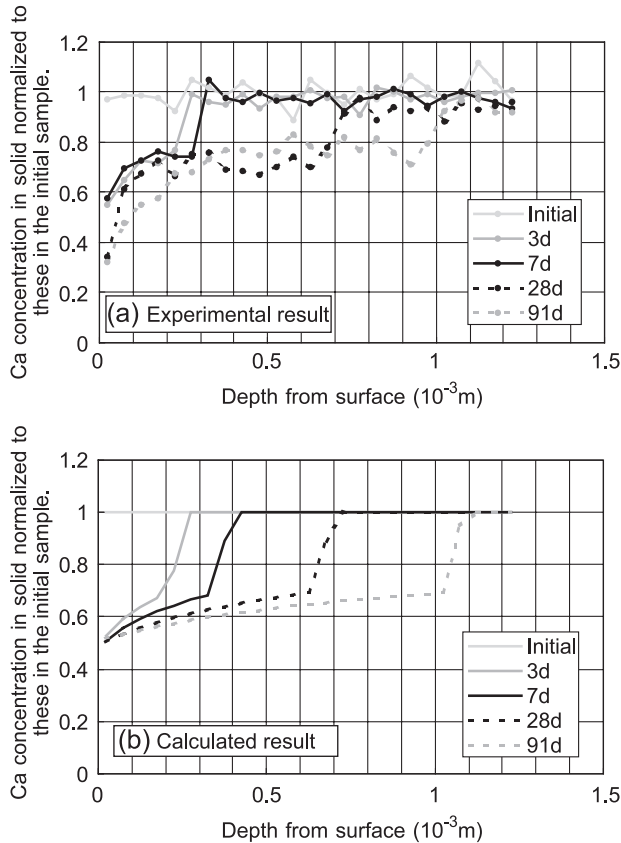 Ca concentration in solid normalized to
these in the initial sample.
1.2
1
0.8
0.6
0.4
0.2
0
Initial
3d
7d
28d
91d
(a) Experimental result
0 0.5 1 1.5
Depth from surface (10⁻³m)
Ca concentration in solid normalized to
these in the initial sample.
1.2
1
0.8
0.6
0.4
0.2
0
Initial
3d
7d
28d
91d
(b) Calculated result
0 0.5 1 1.5
Depth from surface (10⁻³m)